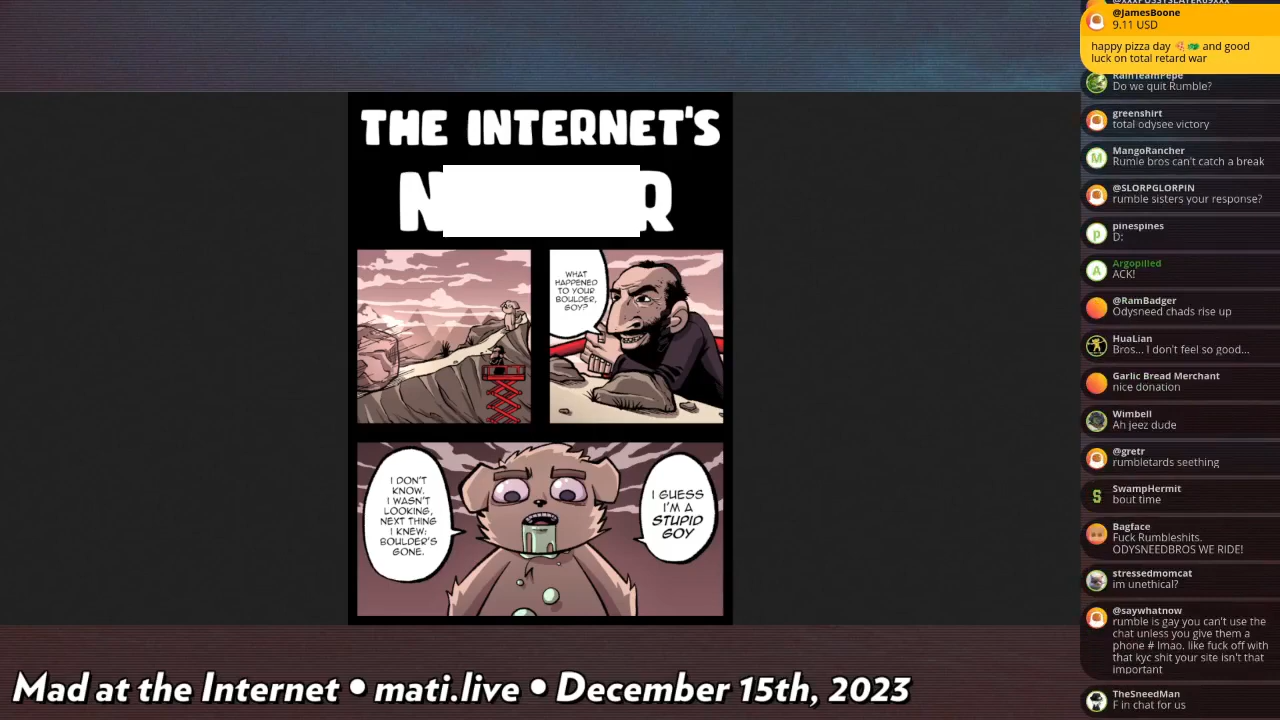 THE INTERNET'S
N R
WHAT
HAPPENED
TO YOUR
BOULDER,
GOY?
I DON'T
KNOW.
I WASN'T
LOOKING,
NEXT THING
I KNEW:
BOULDER'S
GONE.
I GUESS
I'M A
STUPID
GOY
Mad at the Internet • mati.live • December 15th, 2023
@JamesBoone
9.11 USD
happy pizza day 🍕🐢 and good
luck on total retard war
RainTeamPepe
Do we quit Rumble?
greenshirt
total odysee victory
MangoRancher
Rumle bros can't catch a break
@SLORPGLORPIN
rumble sisters your response?
pinespines
D:
Argopilled
ACK!
@RamBadger
Odysneed chads rise up
HuaLian
Bros... I don't feel so good...
Garlic Bread Merchant
nice donation
Wimbell
Ah jeez dude
@gretr
rumbletards seething
SwampHermit
bout time
Bagface
Fuck Rumbleshits.
ODYSNEEDBROS WE RIDE!
stressedmomcat
im unethical?
@saywhatnow
rumble is gay you can't use the
chat unless you give them a
phone # lmao. like fuck off with
that kyc shit your site isn't that
important
TheSneedMan
F in chat for us